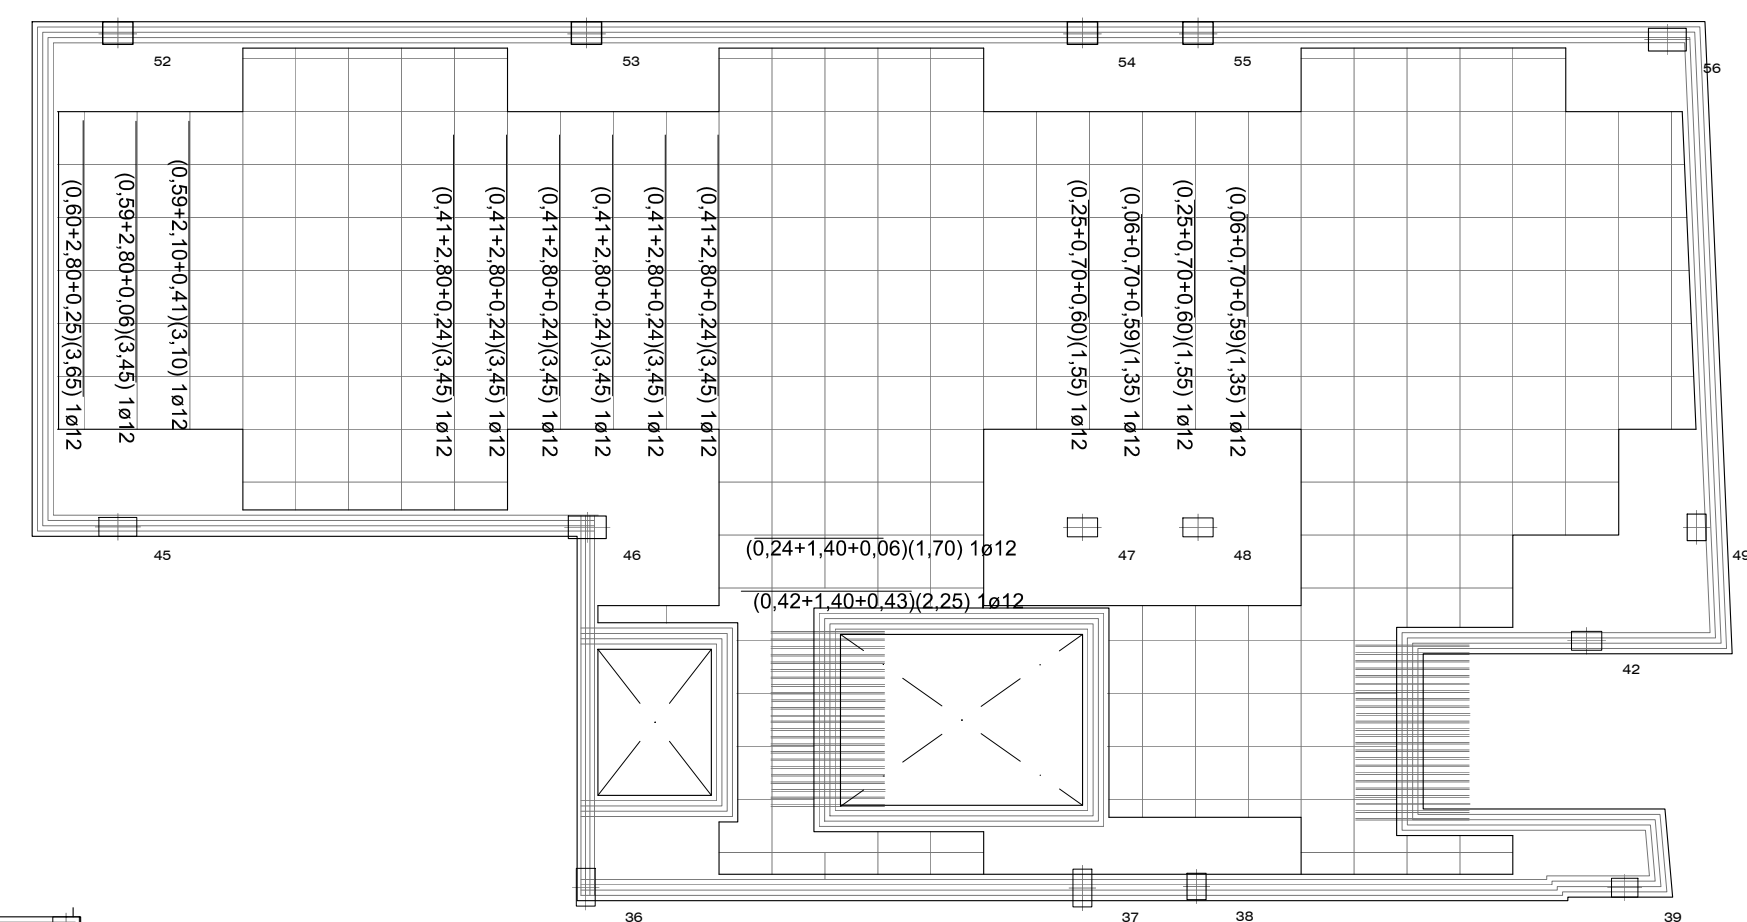 52
53
54
55
56
(0,60+2,80+0,25)(3,65) 1ø12
(0,59+2,80+0,06)(3,45) 1ø12
(0,59+2,10+0,41)(3,10) 1ø12
(0,41+2,80+0,24)(3,45) 1ø12
(0,41+2,80+0,24)(3,45) 1ø12
(0,41+2,80+0,24)(3,45) 1ø12
(0,41+2,80+0,24)(3,45) 1ø12
(0,41+2,80+0,24)(3,45) 1ø12
(0,41+2,80+0,24)(3,45) 1ø12
(0,25+0,70+0,60)(1,55) 1ø12
(0,06+0,70+0,59)(1,35) 1ø12
(0,25+0,70+0,60)(1,55) 1ø12
(0,06+0,70+0,59)(1,35) 1ø12
45
46
47
48
49
(0,24+1,40+0,06)(1,70) 1ø12
(0,42+1,40+0,43)(2,25) 1ø12
42
36
37
38
39